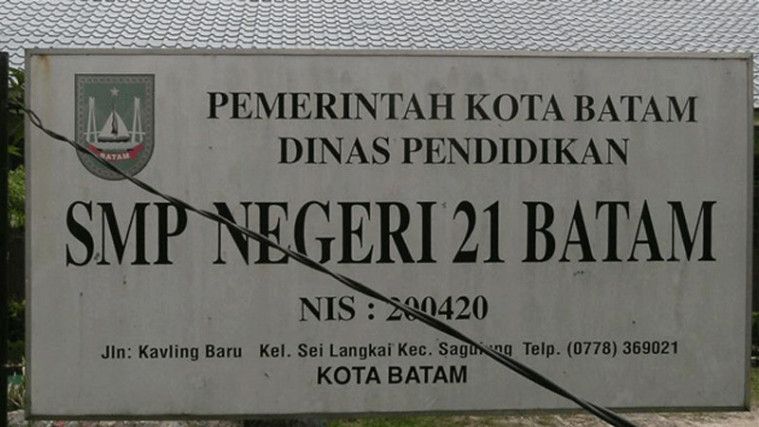 BATAM
PEMERINTAH KOTA BATAM
DINAS PENDIDIKAN
SMP NEGERI 21 BATAM
NIS : 200420
Jln: Kavling Baru Kel. Sei Langkai Kec. Sagulung Telp. (0778) 369021
KOTA BATAM